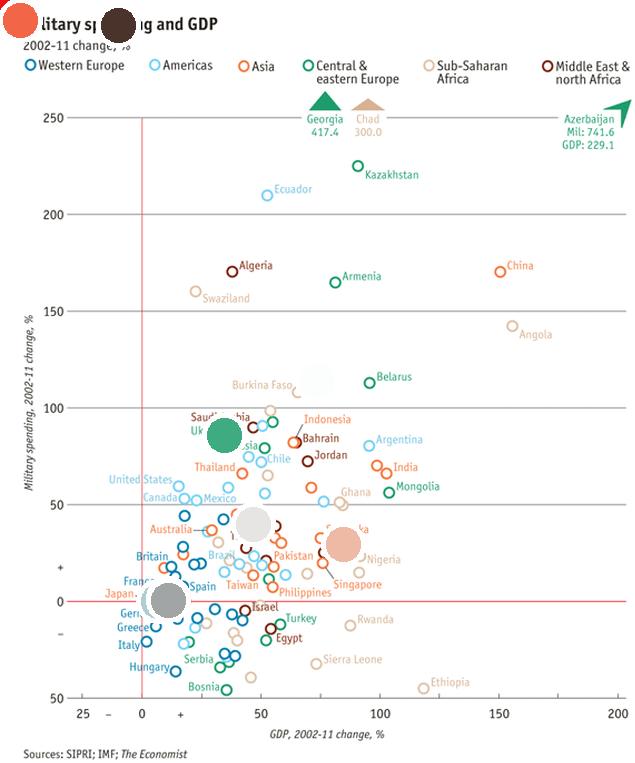 and GDP
2002-11 change, %
Western Europe
Americas
Asia
Central &
eastern Europe
Sub-Saharan
Africa
Middle East &
north Africa
Georgia
417.4
Chad
300.0
Azerbaijan
Mil: 741.6
GDP: 229.1
250
Kazakhstan
Ecuador
200
Algeria
China
Armenia
Swaziland
150
Angola
Belarus
Burkina Faso
100
Indonesia
Bahrain
Argentina
Chile
Jordan
Thailand
India
United States
Mongolia
Canada
Mexico
Ghana
50
Australia
Britain
Brazil
Pakistan
Nigeria
Spain
Taiwan
Singapore
Japan
Philippines
+
0
–
Israel
Turkey
Rwanda
Greece
Egypt
Italy
Serbia
Sierra Leone
Hungary
Bosnia
Ethiopia
50
25 – 0 + 50 100 150 200
Military spending, 2002-11 change, %
GDP, 2002-11 change, %
Sources: SIPRI; IMF; The Economist